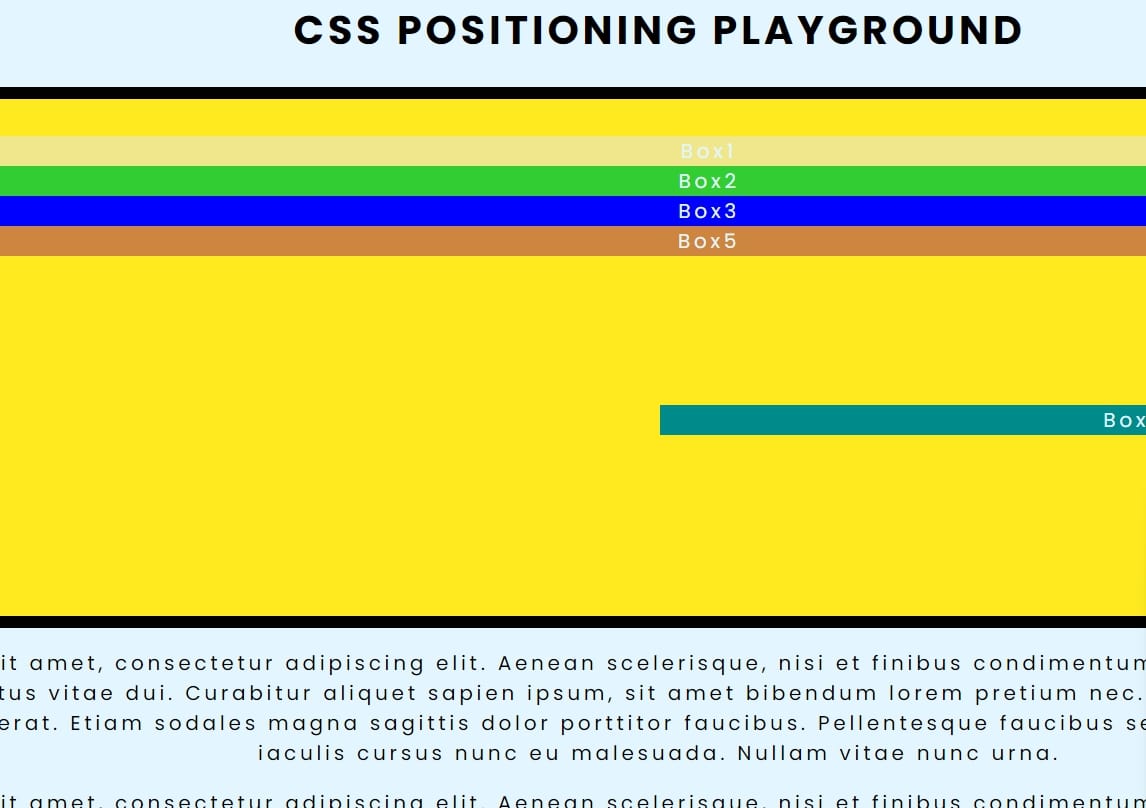 CSS POSITIONING PLAYGROUND
Box1
Box2
Box3
Box5
Box
it amet, consectetur adipiscing elit. Aenean scelerisque, nisi et finibus condimentum
tus vitae dui. Curabitur aliquet sapien ipsum, sit amet bibendum lorem pretium nec.
erat. Etiam sodales magna sagittis dolor porttitor faucibus. Pellentesque faucibus se
iaculis cursus nunc eu malesuada. Nullam vitae nunc urna.
it amet, consectetur adipiscing elit. Aenean scelerisque, nisi et finibus condimentum